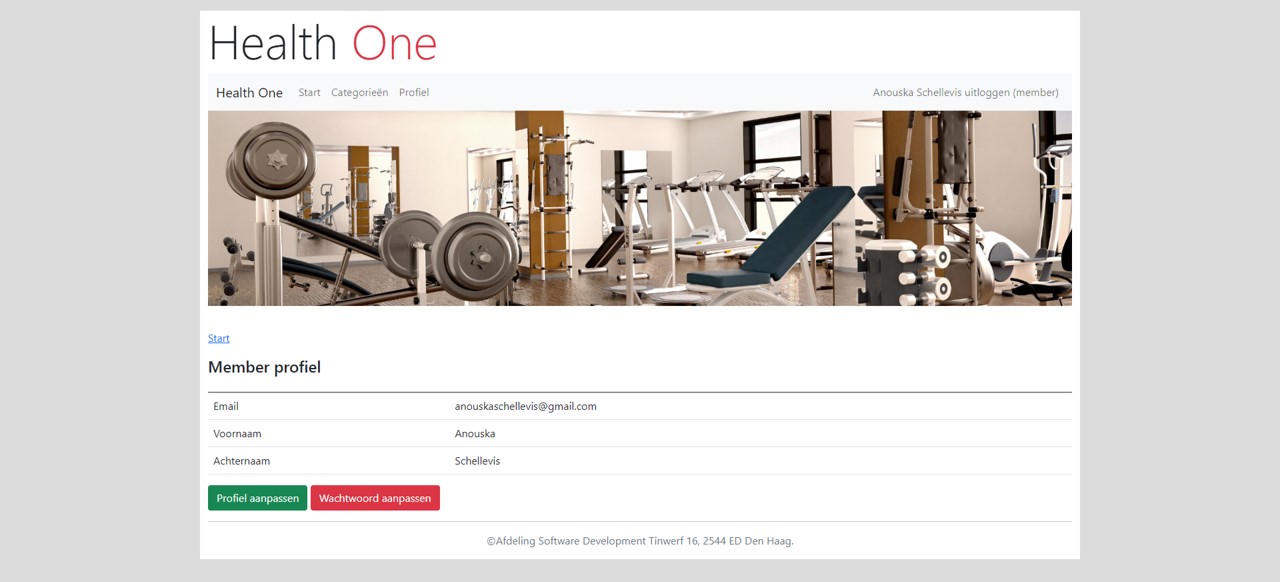 Health One
Health One Start Categorieën Profiel Anouska Schellevis uitloggen (member)
Start
Member profiel
Email anouskaschellevis@gmail.com
Voornaam Anouska
Achternaam Schellevis
Profiel aanpassen Wachtwoord aanpassen
©Afdeling Software Development Tinwerf 16, 2544 ED Den Haag.